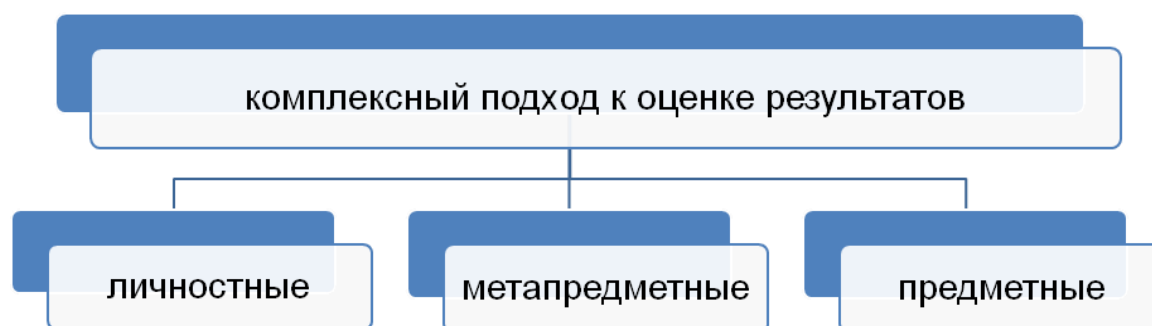 комплексный подход к оценке результатов
личностные
метапредметные
предметные